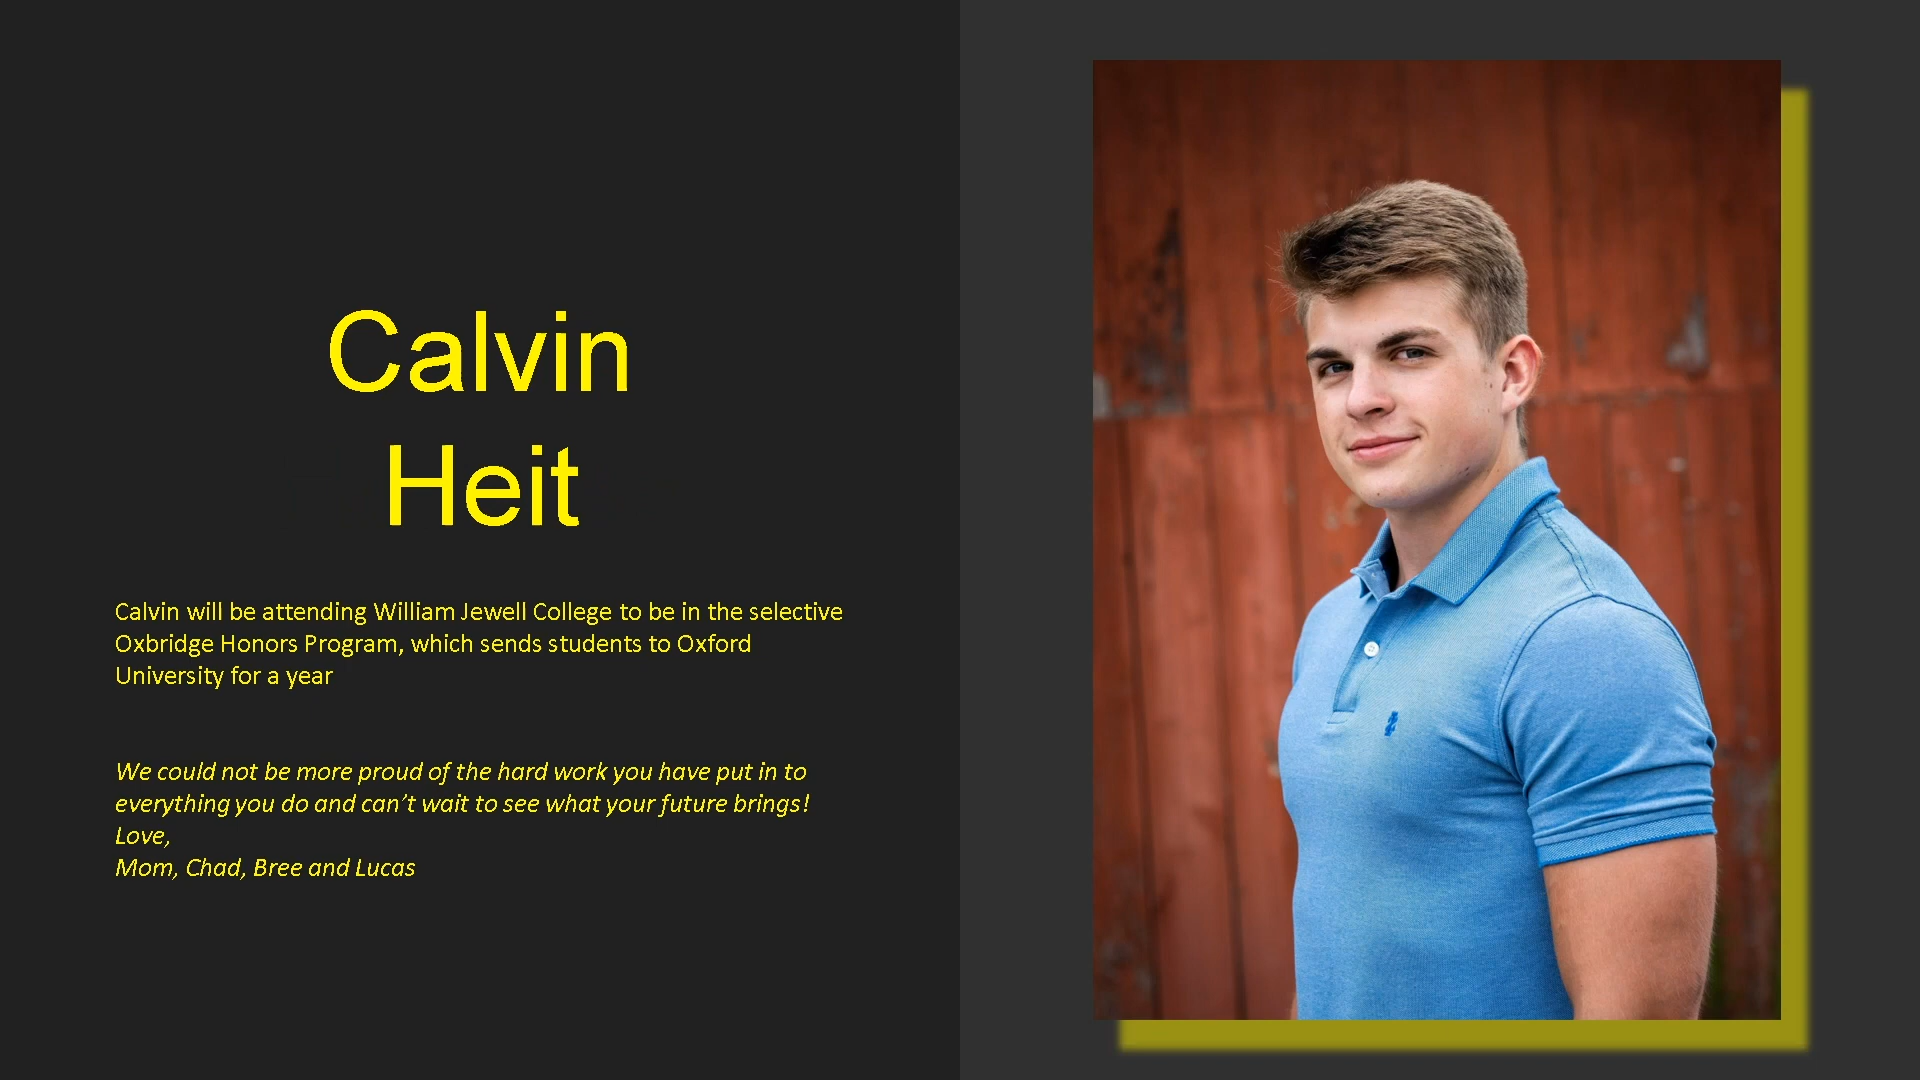 Calvin
Heit
Calvin will be attending William Jewell College to be in the selective
Oxbridge Honors Program, which sends students to Oxford
University for a year
We could not be more proud of the hard work you have put in to
everything you do and can’t wait to see what your future brings!
Love,
Mom, Chad, Bree and Lucas